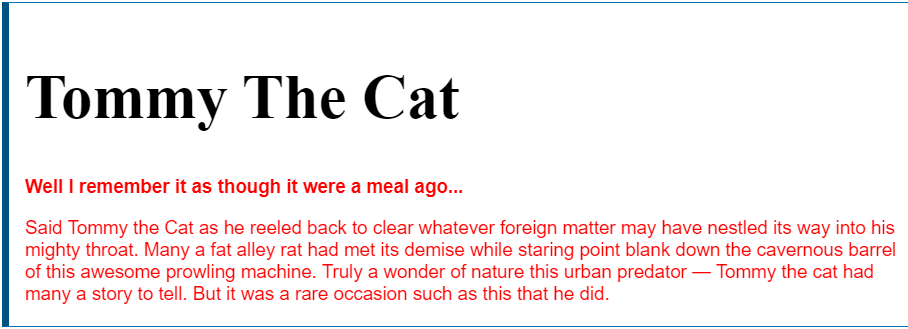 Tommy The Cat
Well I remember it as though it were a meal ago...
Said Tommy the Cat as he reeled back to clear whatever foreign matter may have nestled its way into his
mighty throat. Many a fat alley rat had met its demise while staring point blank down the cavernous barrel
of this awesome prowling machine. Truly a wonder of nature this urban predator — Tommy the cat had
many a story to tell. But it was a rare occasion such as this that he did.